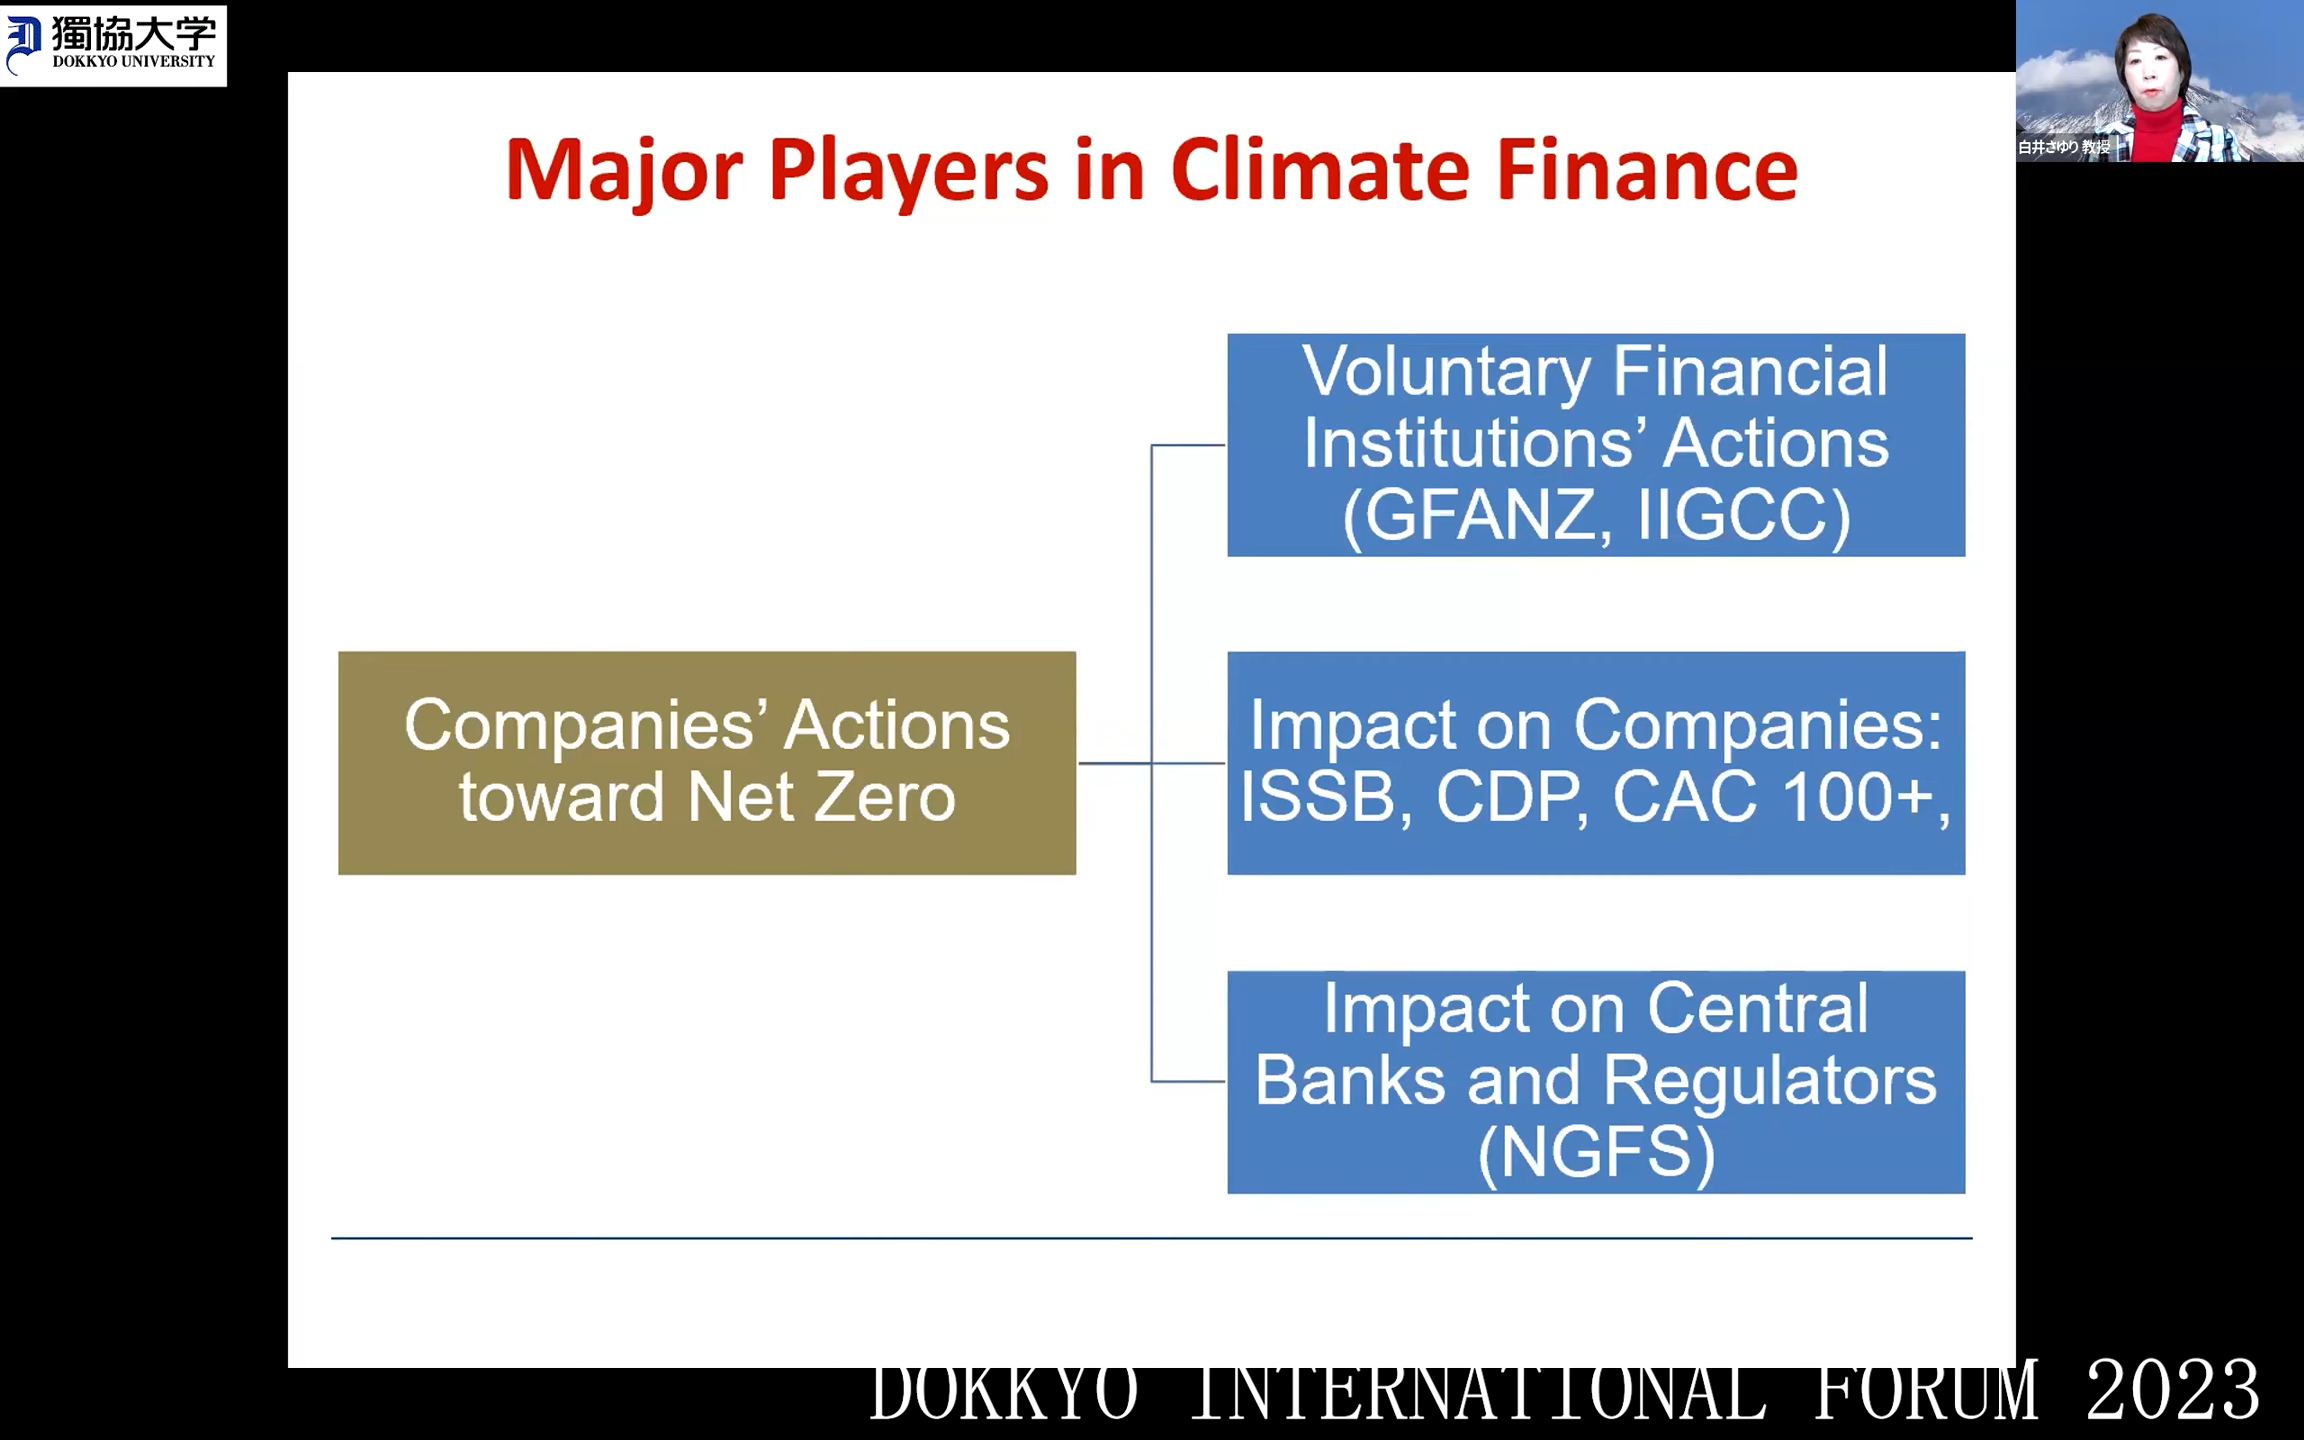 獨協大学
DOKKYO UNIVERSITY
白井さゆり 教授
Major Players in Climate Finance
Companies’ Actions
toward Net Zero
Voluntary Financial
Institutions’ Actions
(GFANZ, IIGCC)
Impact on Companies:
ISSB, CDP, CAC 100+,
Impact on Central
Banks and Regulators
(NGFS)
DOKKYO INTERNATIONAL FORUM 2023